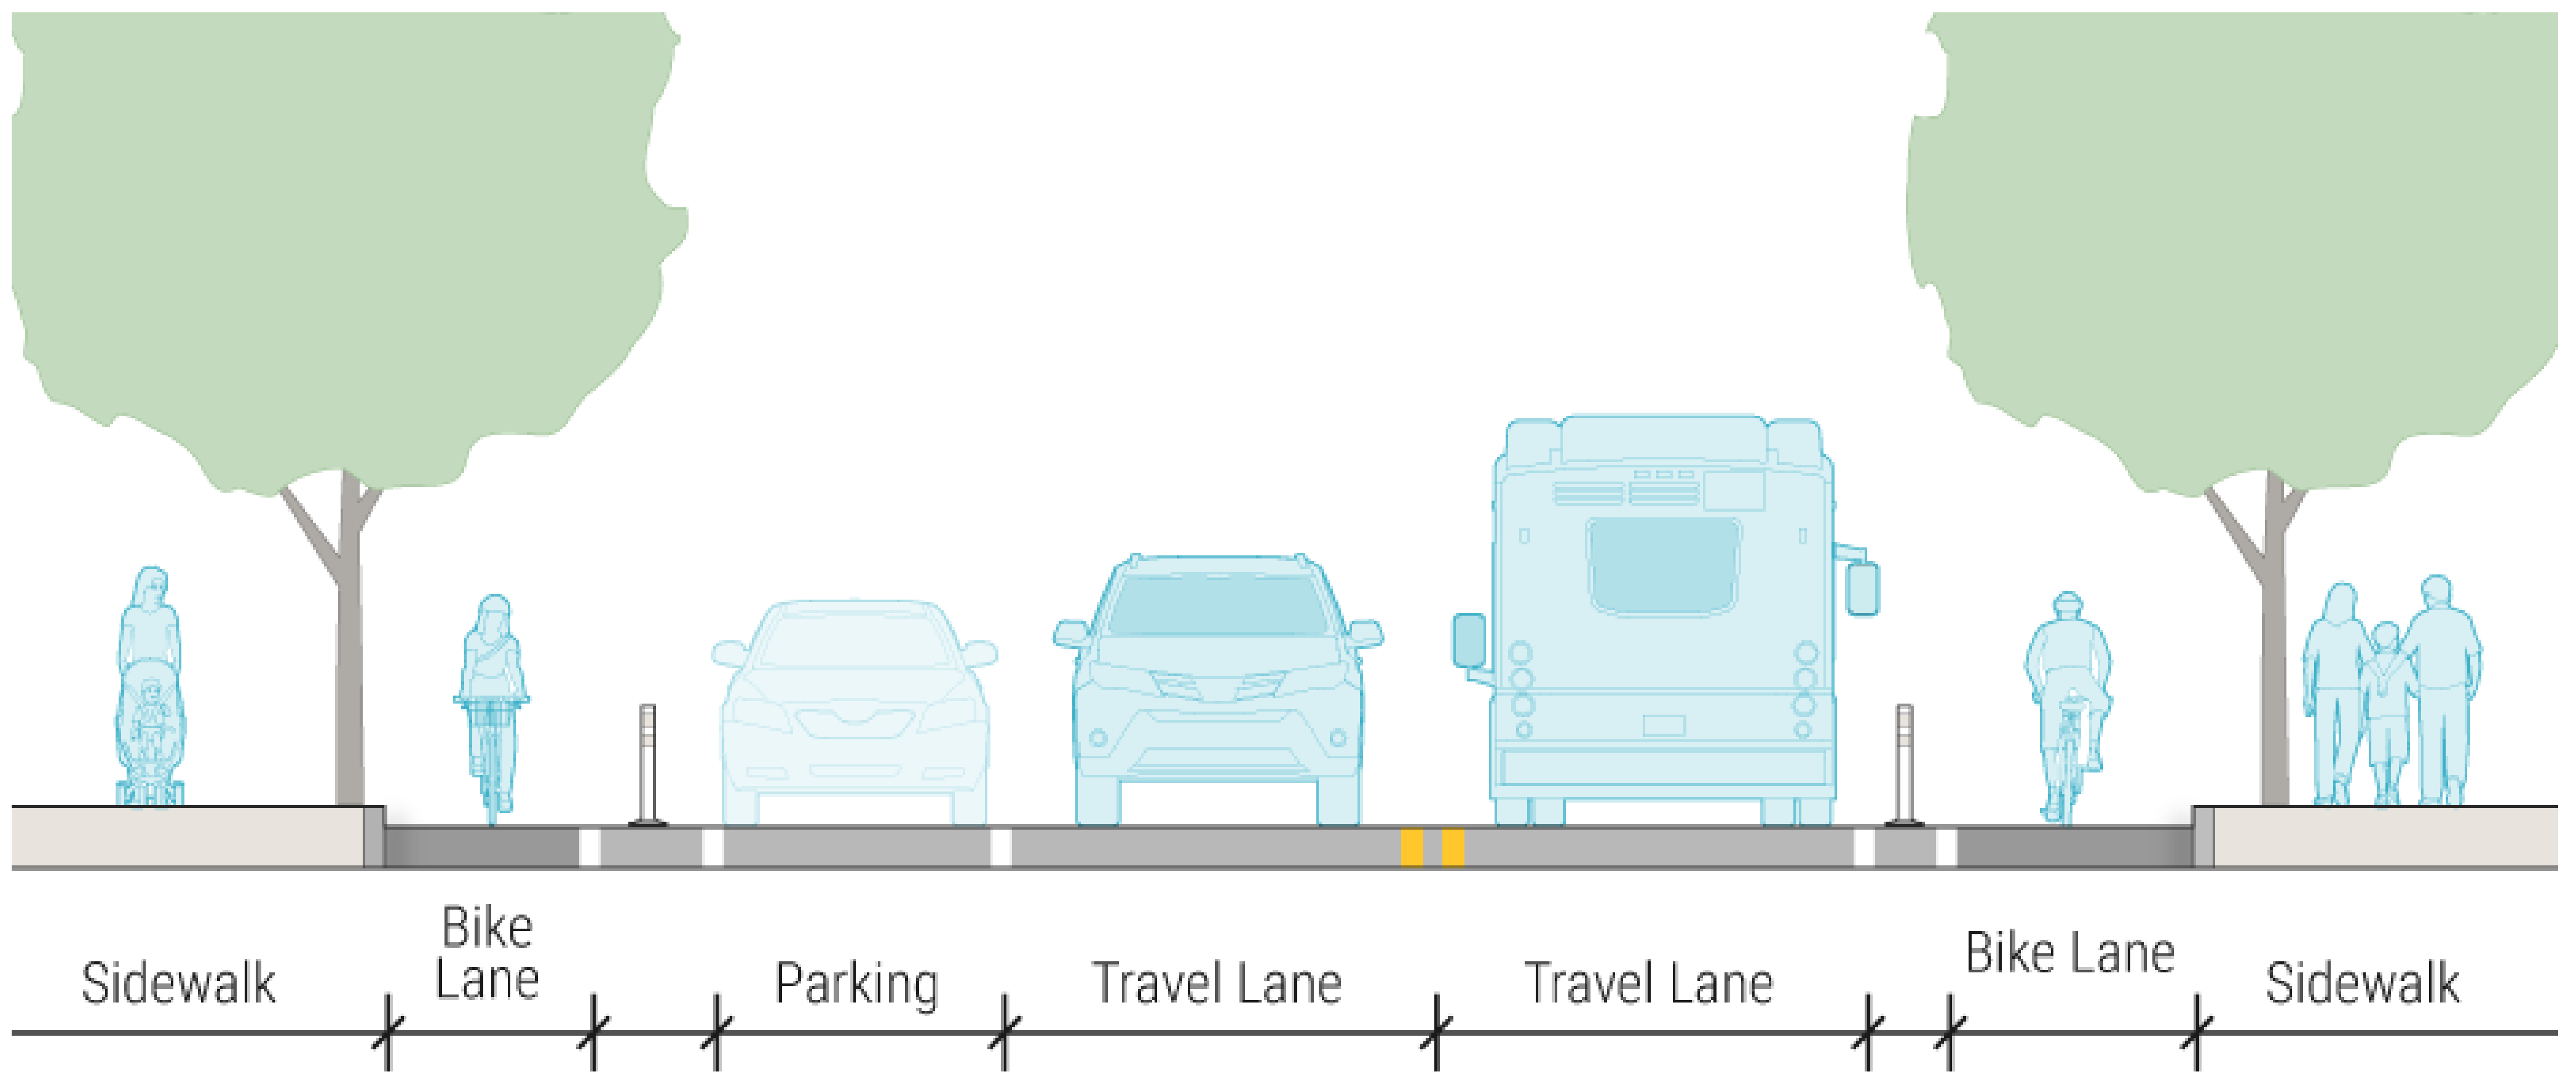 Sidewalk
Bike
Lane
Parking
Travel Lane
Travel Lane
Bike Lane
Sidewalk